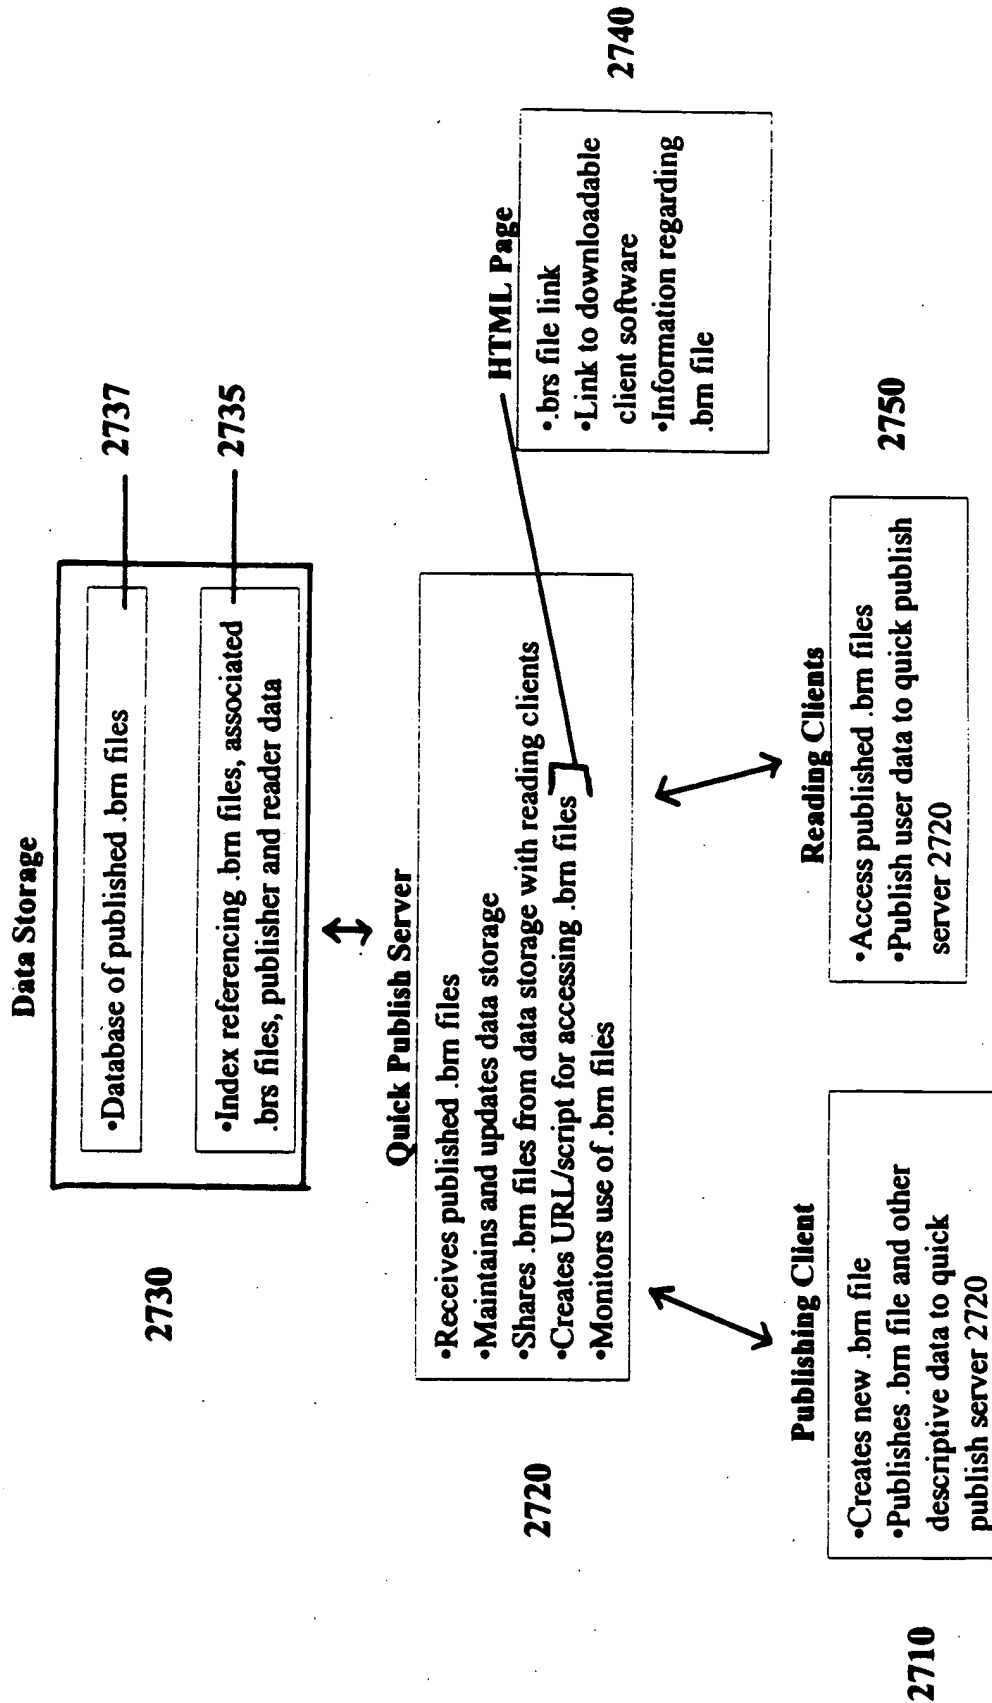 Data Storage
•Database of published .brn files
2737
•Index referencing .brn files, associated
.brs files, publisher and reader data
2735
2730
Quick Publish Server
•Receives published .brn files
•Maintains and updates data storage
•Shares .brn files from data storage with reading clients
•Creates URL/script for accessing .brn files
•Monitors use of .brn files
2720
HTML Page
•.brs file link
•Link to downloadable
client software
•Information regarding
.brn file
2740
Publishing Client
•Creates new .brn file
•Publishes .brn file and other
descriptive data to quick
publish server 2720
2710
Reading Clients
•Access published .brn files
•Publish user data to quick publish
server 2720
2750